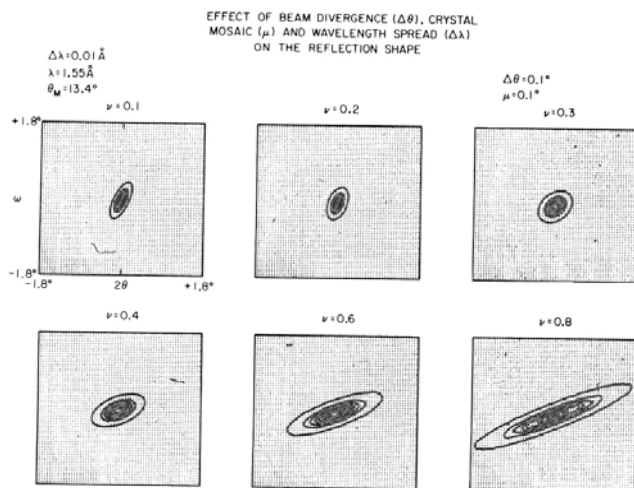 EFFECT OF BEAM DIVERGENCE (Δθ), CRYSTAL
MOSAIC (μ) AND WAVELENGTH SPREAD (Δλ)
ON THE REFLECTION SHAPE
Δλ=0.01Å
λ=1.55Å
θM=13.4°
Δθ=0.1°
μ=0.1°
ν=0.1
ν=0.2
ν=0.3
+1.8°
ω
-1.8°
-1.8°
2θ
+1.8°
ν=0.4
ν=0.6
ν=0.8